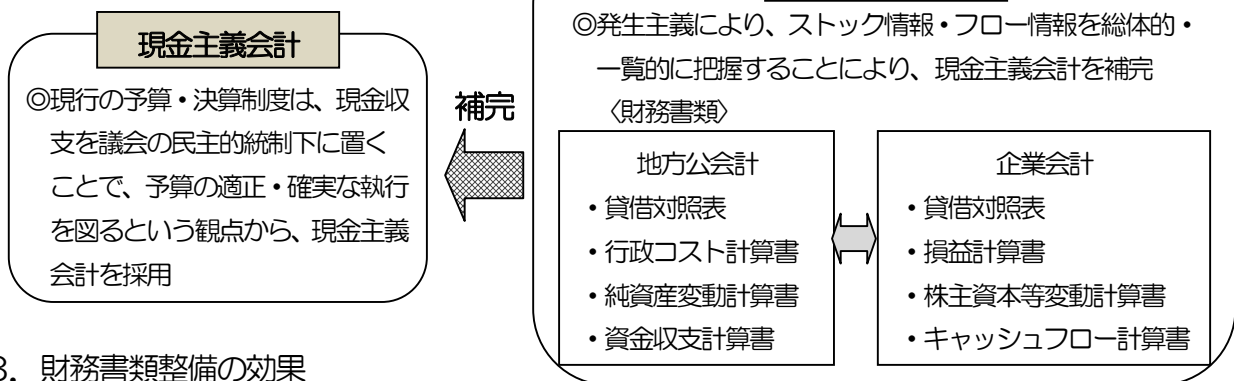 現金主義会計
◎現行の予算・決算制度は、現金収
支を議会の民主的統制下に置く
ことで、予算の適正・確実な執行
を図るという観点から、現金主義
会計を採用
補完
◎発生主義により、ストック情報・フロー情報を総体的・
一覧的に把握することにより、現金主義会計を補完
〈財務書類〉
地方公会計
・貸借対照表
・行政コスト計算書
・純資産変動計算書
・資金収支計算書
企業会計
・貸借対照表
・損益計算書
・株主資本等変動計算書
・キャッシュフロー計算書
3．財務書類整備の効果